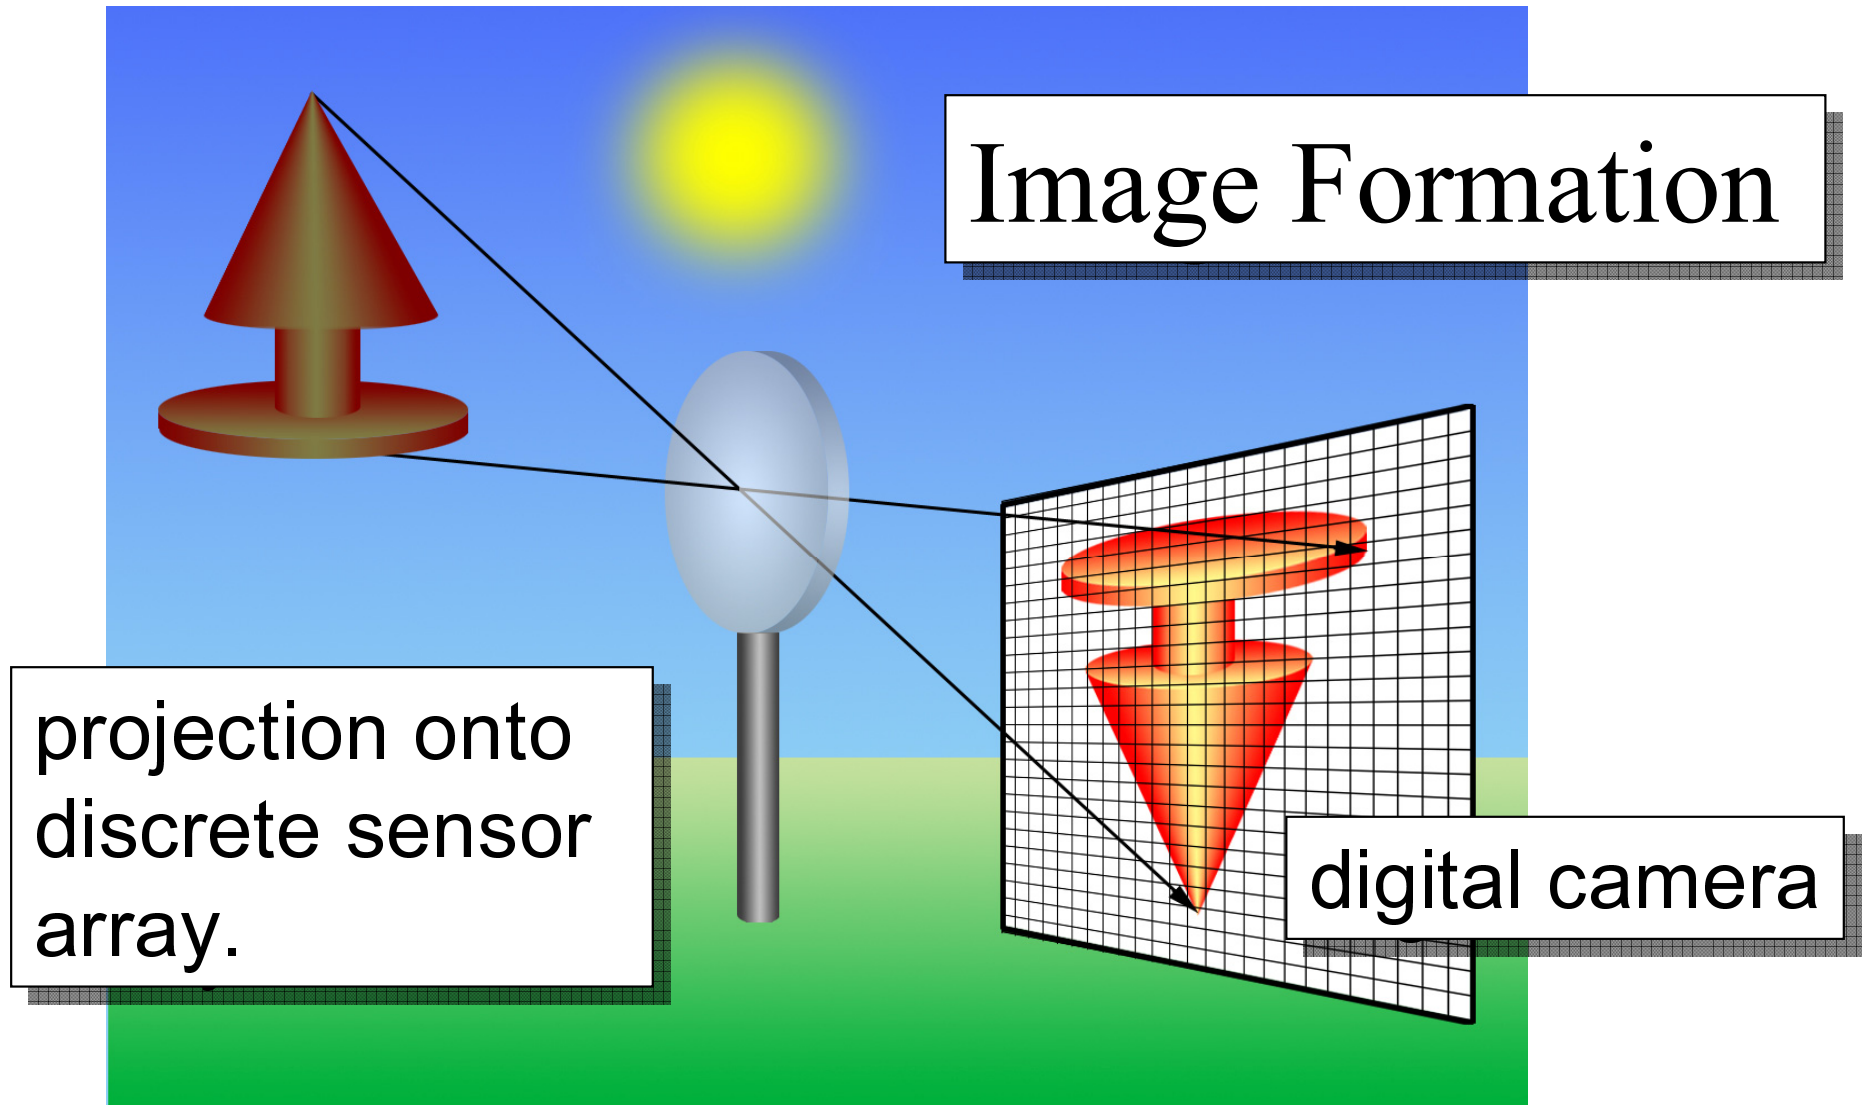 Image Formation
projection onto
discrete sensor
array.
digital camera